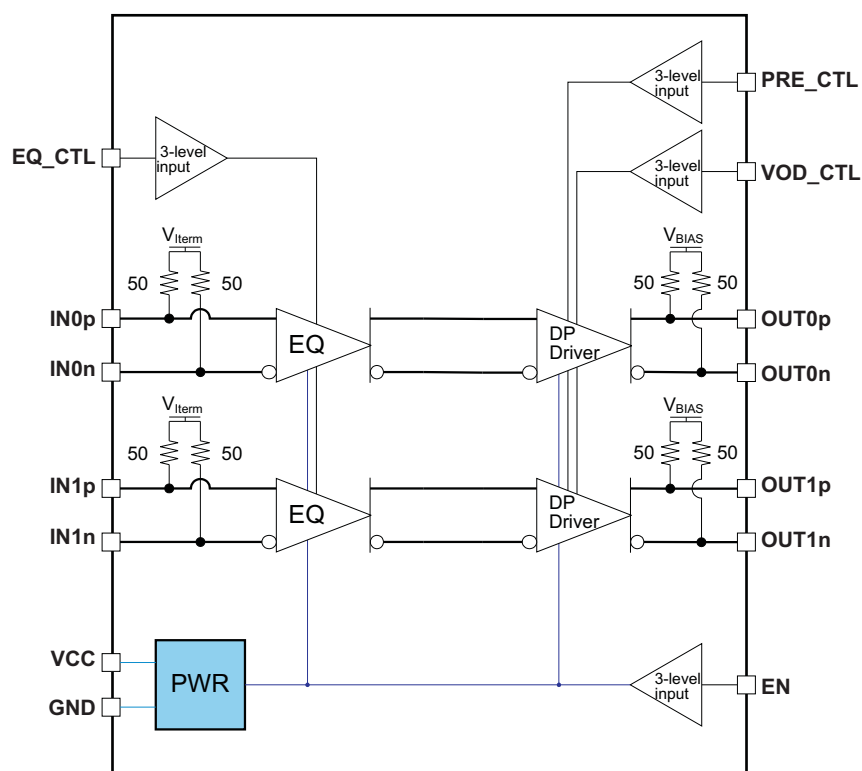 3-level
input
PRE_CTL
EQ_CTL
3-level
input
3-level
input
VOD_CTL
VIterm
50
50
VBIAS
50
50
IN0p
EQ
DP
Driver
OUT0p
IN0n
OUT0n
VIterm
50
50
VBIAS
50
50
IN1p
EQ
DP
Driver
OUT1p
IN1n
OUT1n
VCC
PWR
GND
3-level
input
EN